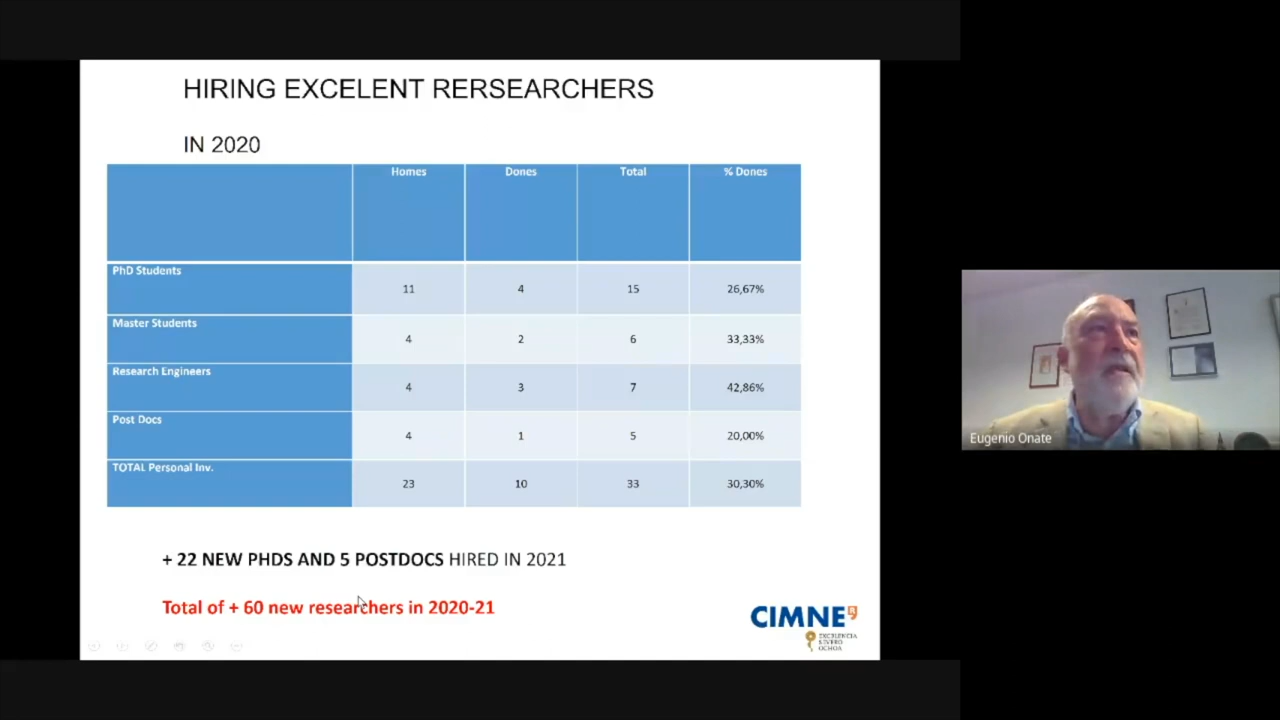 HIRING EXCELENT RERSEARCHERS
IN 2020
Homes Dones Total % Dones
PhD Students 11 4 15 26,67%
Master Students 4 2 6 33,33%
Research Engineers 4 3 7 42,86%
Post Docs 4 1 5 20,00%
TOTAL Personal Inv. 23 10 33 30,30%
+ 22 NEW PHDS AND 5 POSTDOCS HIRED IN 2021
Total of + 60 new researchers in 2020-21
CIMNE
EXCELENCIA
SEVERO
OCHOA
Eugenio Onate